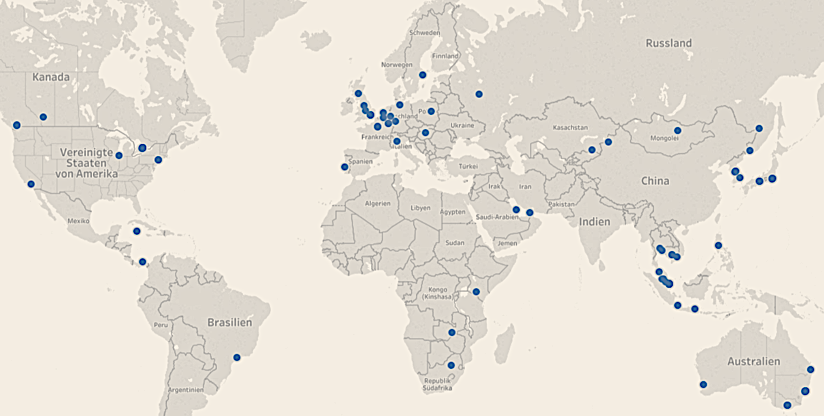 Schweden
Russland
Finnland
Norwegen
Kanada
Po
schland
Ukraine
Kasachstan
Mongolei
Frankreich
Italien
Vereinigte
Staaten
von Amerika
Spanien
Türkei
China
Irak
Iran
Algerien
Libyen
Ägypten
Pakistan
Mexiko
Saudi-Arabien
Indien
Sudan
Jemen
Kongo
(Kinshasa)
Peru
Brasilien
Australien
Republik
Südafrika
Argentinien